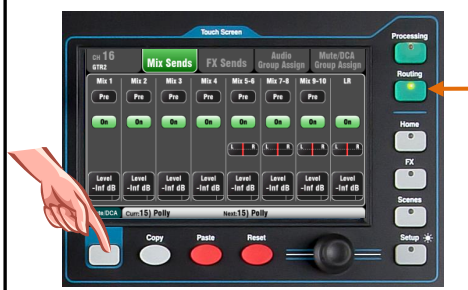 Touch Screen
Processing
CH 16
GTR2
Mix Sends
FX Sends
Audio
Group Assign
Mute/DCA
Group Assign
Routing
Mix 1 Mix 2 Mix 3 Mix 4 Mix 5-6 Mix 7-8 Mix 9-10 LR
Pre Pre Pre Pre Pre Pre Pre
On On On On On On On On
L R L R L R L R
Home
FX
Level Level Level Level Level Level Level Level
-Inf dB -Inf dB -Inf dB -Inf dB -Inf dB -Inf dB -Inf dB -Inf dB
Scenes
/DCA Curr:15) Polly Next:15) Polly
Copy Paste Reset Setup